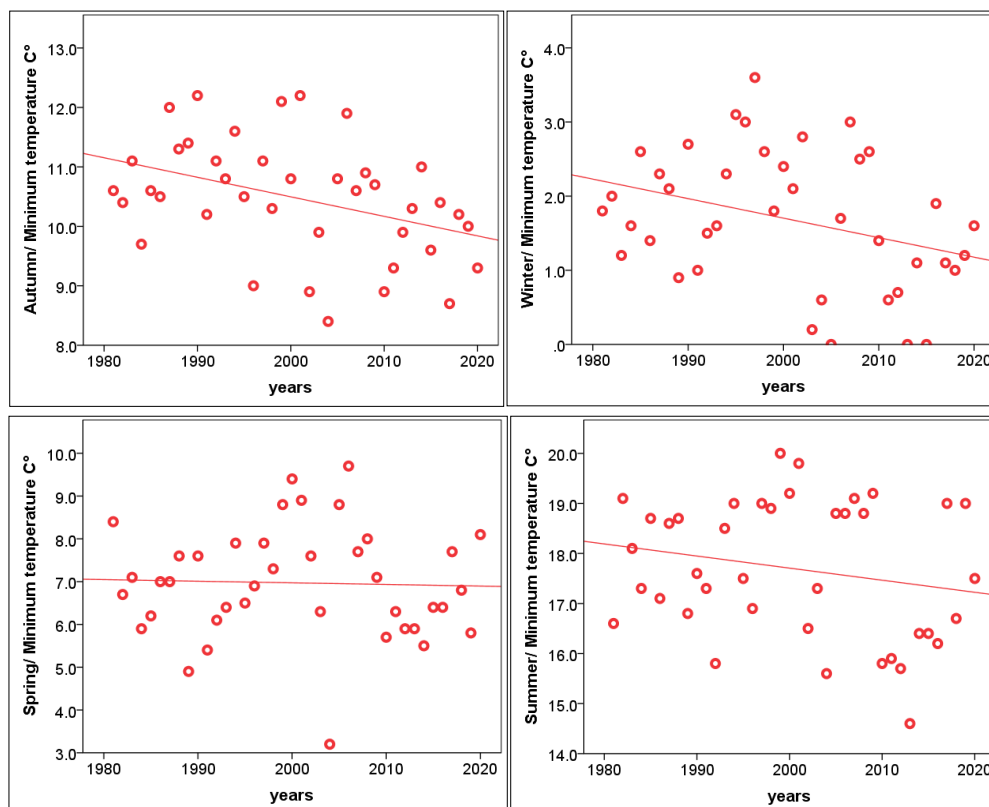 Autumn/ Minimum temperature C°
13.0
12.0
11.0
10.0
9.0
8.0
1980 1990 2000 2010 2020
years
Winter/ Minimum temperature C°
4.0
3.0
2.0
1.0
.0
1980 1990 2000 2010 2020
years
Spring/ Minimum temperature C°
10.0
9.0
8.0
7.0
6.0
5.0
4.0
3.0
1980 1990 2000 2010 2020
years
Summer/ Minimum temperature C°
20.0
19.0
18.0
17.0
16.0
15.0
14.0
1980 1990 2000 2010 2020
years